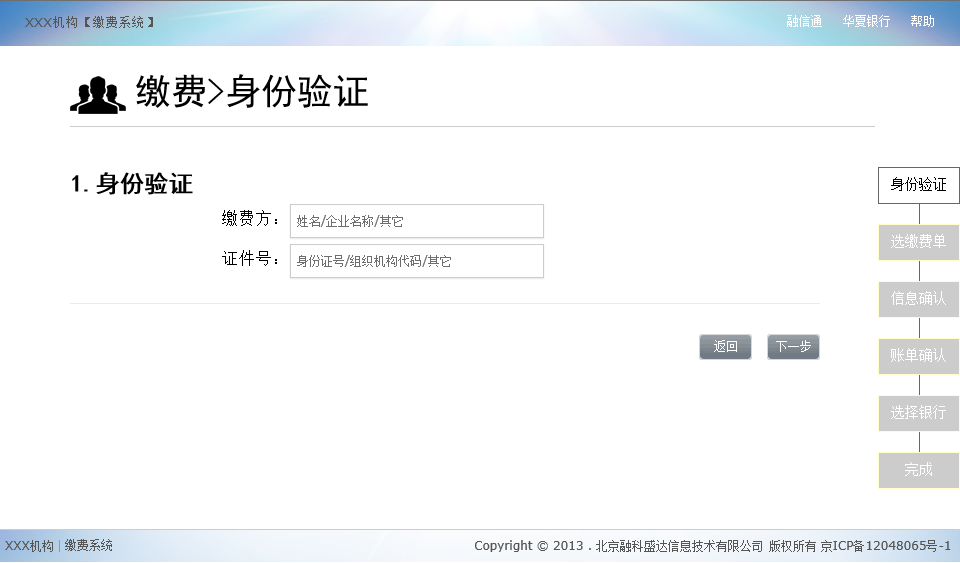 XXX机构【缴费系统】
融信通 华夏银行 帮助
缴费>身份验证
1. 身份验证
缴费方： 姓名/企业名称/其它
证件号： 身份证号/组织机构代码/其它
返回 下一步
身份验证
选缴费单
信息确认
账单确认
选择银行
完成
XXX机构 | 缴费系统
Copyright © 2013 . 北京融科盛达信息技术有限公司 版权所有 京ICP备12048065号-1